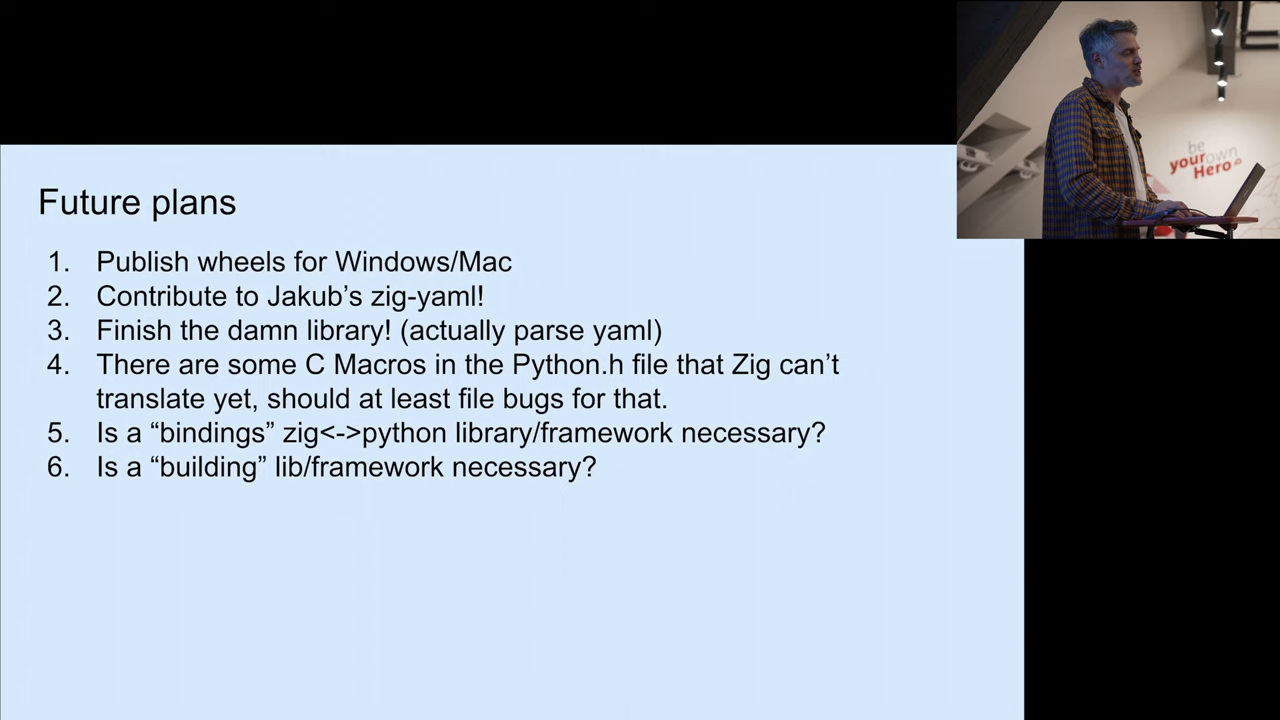 Future plans
1. Publish wheels for Windows/Mac
2. Contribute to Jakub’s zig-yaml!
3. Finish the damn library! (actually parse yaml)
4. There are some C Macros in the Python.h file that Zig can’t
translate yet, should at least file bugs for that.
5. Is a “bindings” zig<->python library/framework necessary?
6. Is a “building” lib/framework necessary?
be
your own
Hero